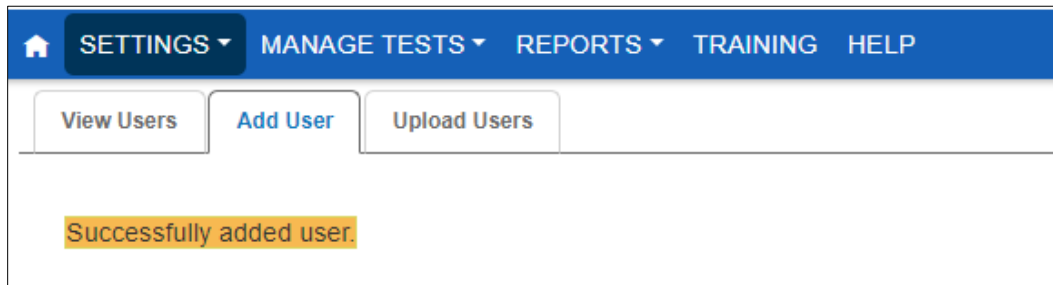 SETTINGS MANAGE TESTS REPORTS TRAINING HELP
View Users Add User Upload Users
Successfully added user.